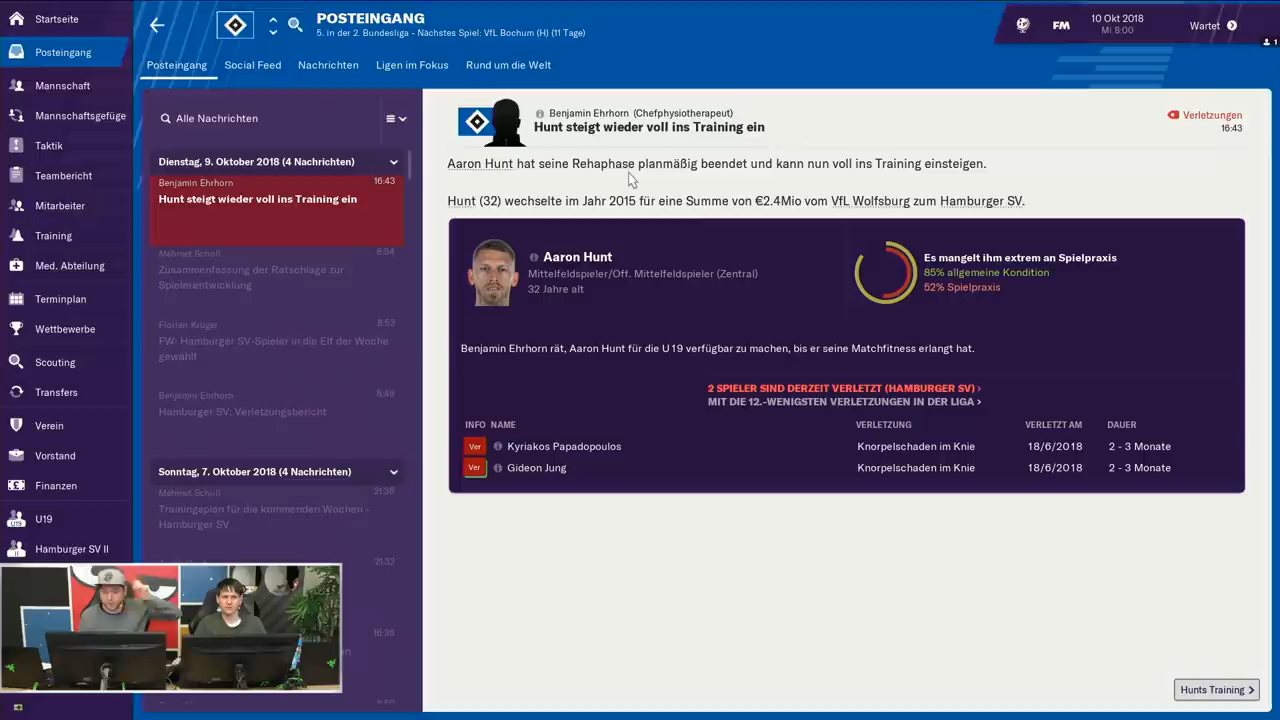 Startseite
Posteingang
Mannschaft
Mannschaftsgefüge
Taktik
Teambericht
Mitarbeiter
Training
Med. Abteilung
Terminplan
Wettbewerbe
Scouting
Transfers
Verein
Vorstand
Finanzen
U19
U19
Hamburger SV II
POSTEINGANG
5. in der 2. Bundesliga - Nächstes Spiel: VfL Bochum (H) (11 Tage)
FM
10 Okt 2018
Mi 8:00
Wartet
1
Posteingang
Social Feed
Nachrichten
Ligen im Fokus
Rund um die Welt
Alle Nachrichten
Dienstag, 9. Oktober 2018 (4 Nachrichten)
Benjamin Ehrhorn
16:43
Hunt steigt wieder voll ins Training ein
Mehmet Scholl
8:54
Zusammenfassung der Ratschläge zur
Spielerentwicklung
Florian Krüger
8:53
FW: Hamburger SV-Spieler in die Elf der Woche
gewählt
Benjamin Ehrhorn
6:49
Hamburger SV: Verletzungsbericht
Sonntag, 7. Oktober 2018 (4 Nachrichten)
Mehmet Scholl
21:36
Trainingsplan für die kommenden Wochen -
Hamburger SV
21:32
16:36
Benjamin Ehrhorn (Chefphysiotherapeut)
Hunt steigt wieder voll ins Training ein
Verletzungen
16:43
Aaron Hunt hat seine Rehaphase planmäßig beendet und kann nun voll ins Training einsteigen.
Hunt (32) wechselte im Jahr 2015 für eine Summe von €2.4Mio vom VfL Wolfsburg zum Hamburger SV.
Aaron Hunt
Mittelfeldspieler/Off. Mittelfeldspieler (Zentral)
32 Jahre alt
Es mangelt ihm extrem an Spielpraxis
85% allgemeine Kondition
52% Spielpraxis
Benjamin Ehrhorn rät, Aaron Hunt für die U19 verfügbar zu machen, bis er seine Matchfitness erlangt hat.
2 SPIELER SIND DERZEIT VERLETZT (HAMBURGER SV) ›
MIT DIE 12.-WENIGSTEN VERLETZUNGEN IN DER LIGA ›
INFO NAME VERLETZUNG VERLETZT AM DAUER
Ver Kyriakos Papadopoulos Knorpelschaden im Knie 18/6/2018 2 - 3 Monate
Ver Gideon Jung Knorpelschaden im Knie 18/6/2018 2 - 3 Monate
Hunts Training